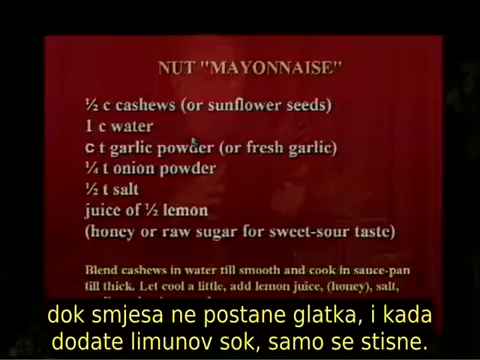 NUT "MAYONNAISE"
½ c cashews (or sunflower seeds)
1 c water
c t garlic powder (or fresh garlic)
¼ t onion powder
½ t salt
juice of ½ lemon
(honey or raw sugar for sweet-sour taste)
Blend cashews in water till smooth and cook in sauce-pan
till thick. Let cool a little, add lemon juice, (honey), salt,
dok smjesa ne postane glatka, i kada
dodate limunov sok, samo se stisne.